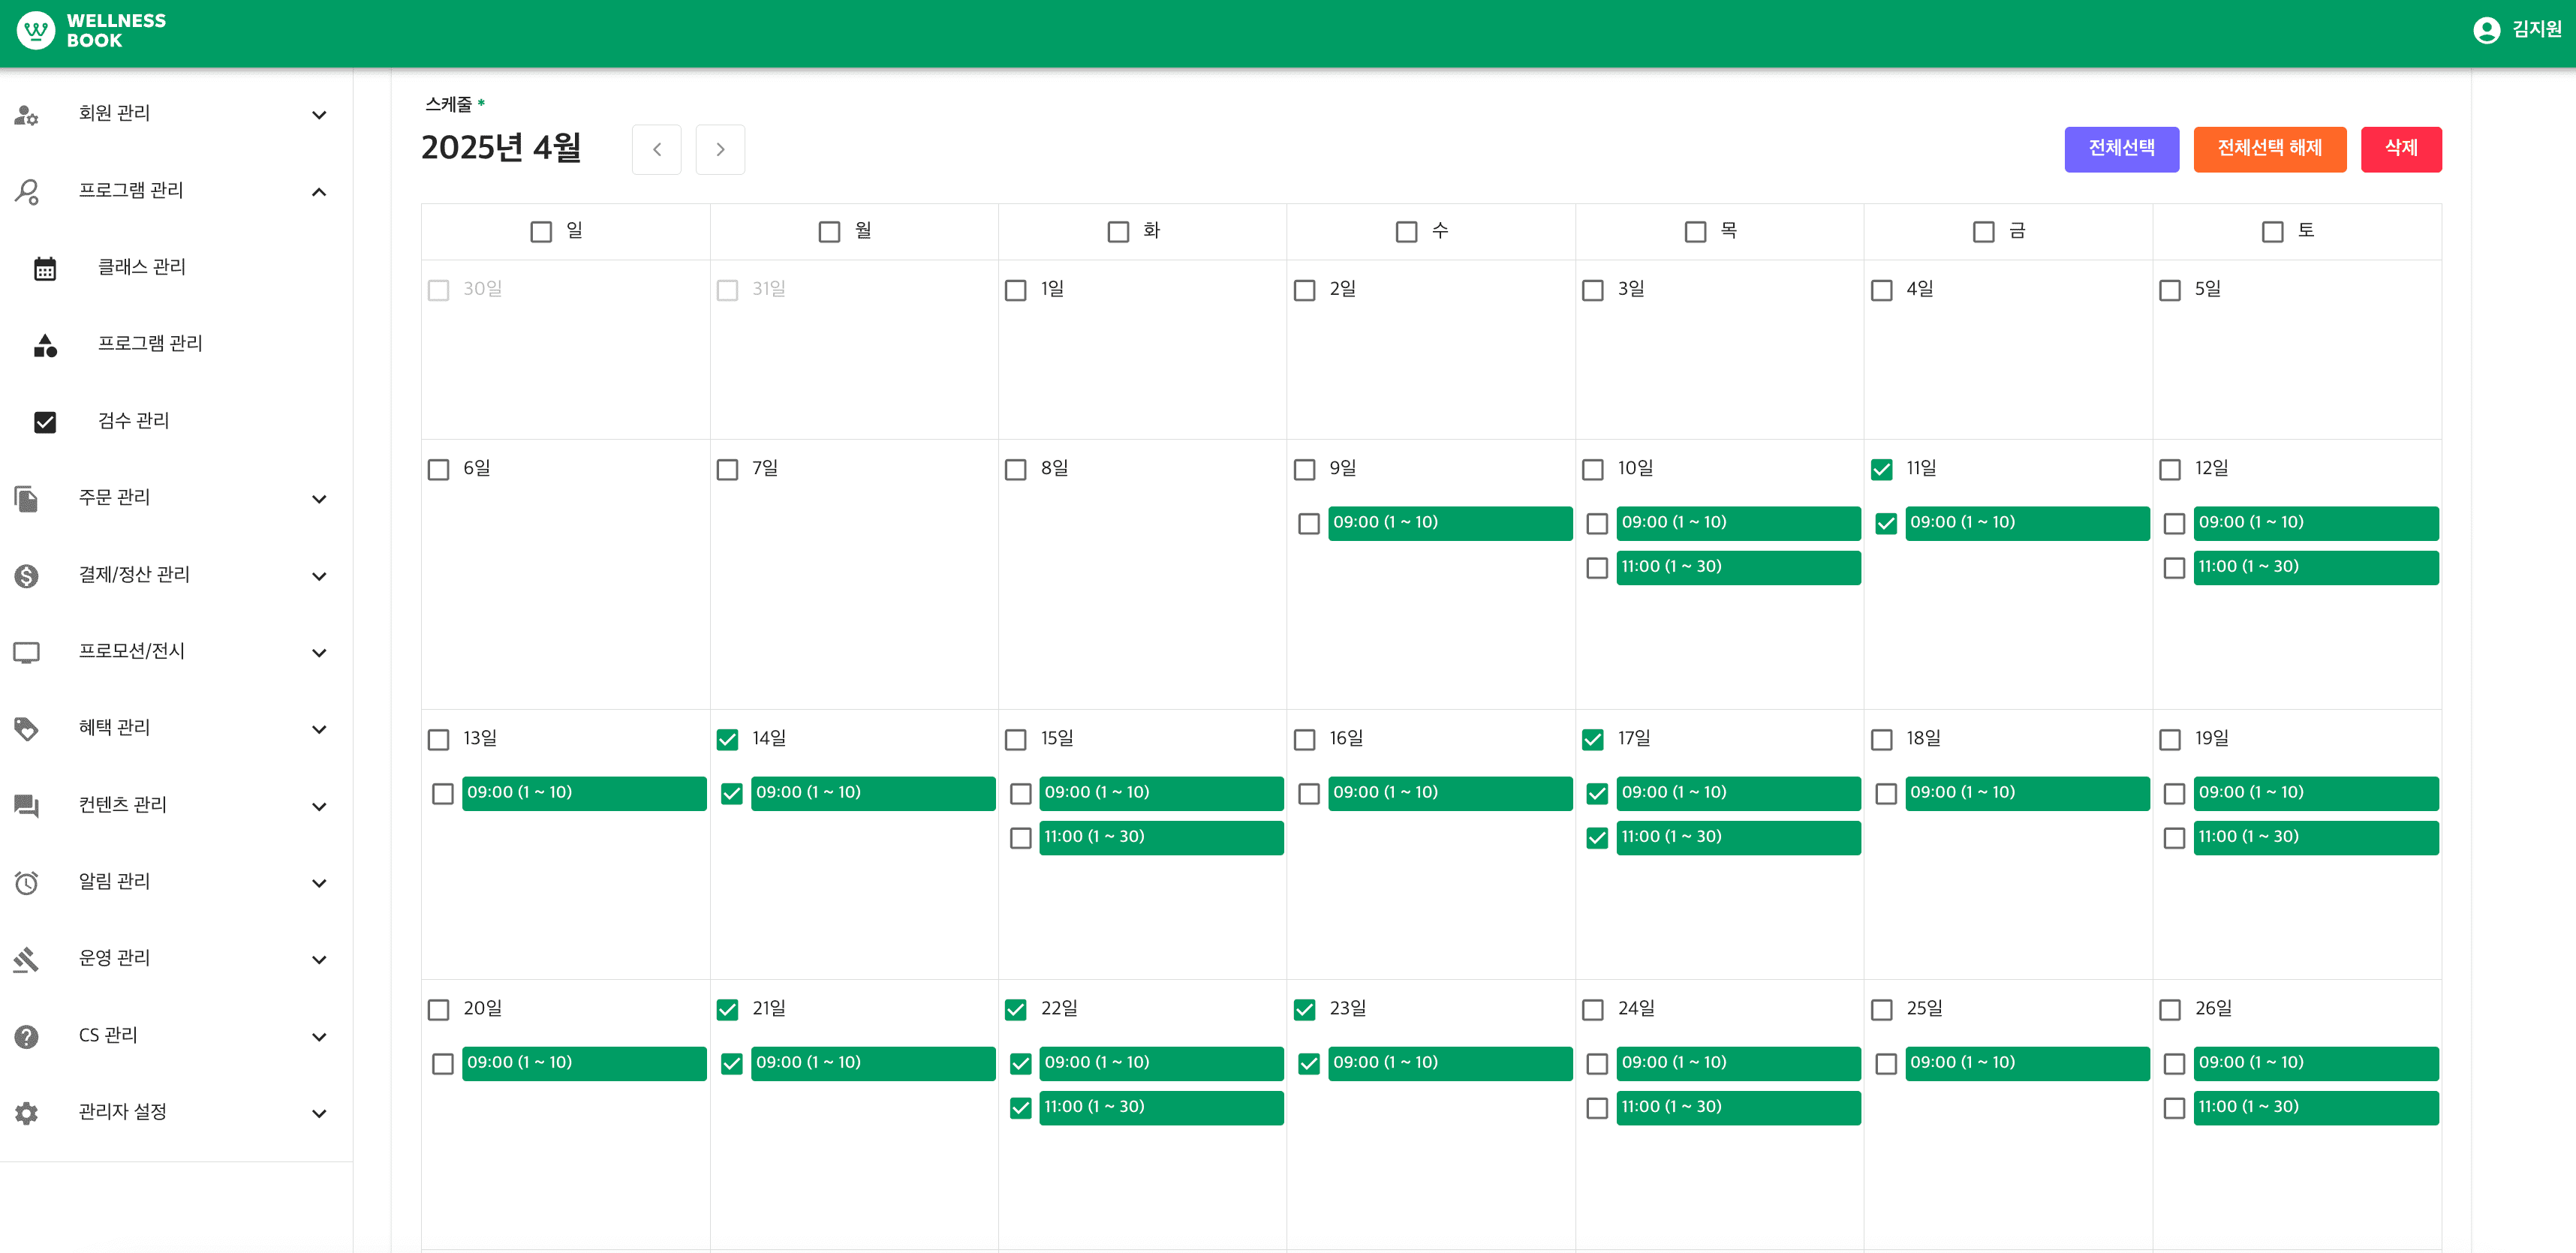 WELLNESS
BOOK
김지원
회원 관리
프로그램 관리
클래스 관리
프로그램 관리
검수 관리
주문 관리
결제/정산 관리
프로모션/전시
혜택 관리
컨텐츠 관리
알림 관리
운영 관리
CS 관리
관리자 설정
스케줄 *
2025년 4월
전체선택 전체선택 해제 삭제
일 월 화 수 목 금 토
30일 31일 1일 2일 3일 4일 5일
6일 7일 8일 9일 10일 11일 12일
09:00 (1 ~ 10) 09:00 (1 ~ 10) 09:00 (1 ~ 10) 09:00 (1 ~ 10)
11:00 (1 ~ 30) 11:00 (1 ~ 30)
13일 14일 15일 16일 17일 18일 19일
09:00 (1 ~ 10) 09:00 (1 ~ 10) 09:00 (1 ~ 10) 09:00 (1 ~ 10) 09:00 (1 ~ 10) 09:00 (1 ~ 10) 09:00 (1 ~ 10)
11:00 (1 ~ 30) 11:00 (1 ~ 30) 11:00 (1 ~ 30)
20일 21일 22일 23일 24일 25일 26일
09:00 (1 ~ 10) 09:00 (1 ~ 10) 09:00 (1 ~ 10) 09:00 (1 ~ 10) 09:00 (1 ~ 10) 09:00 (1 ~ 10) 09:00 (1 ~ 10)
11:00 (1 ~ 30) 11:00 (1 ~ 30) 11:00 (1 ~ 30)